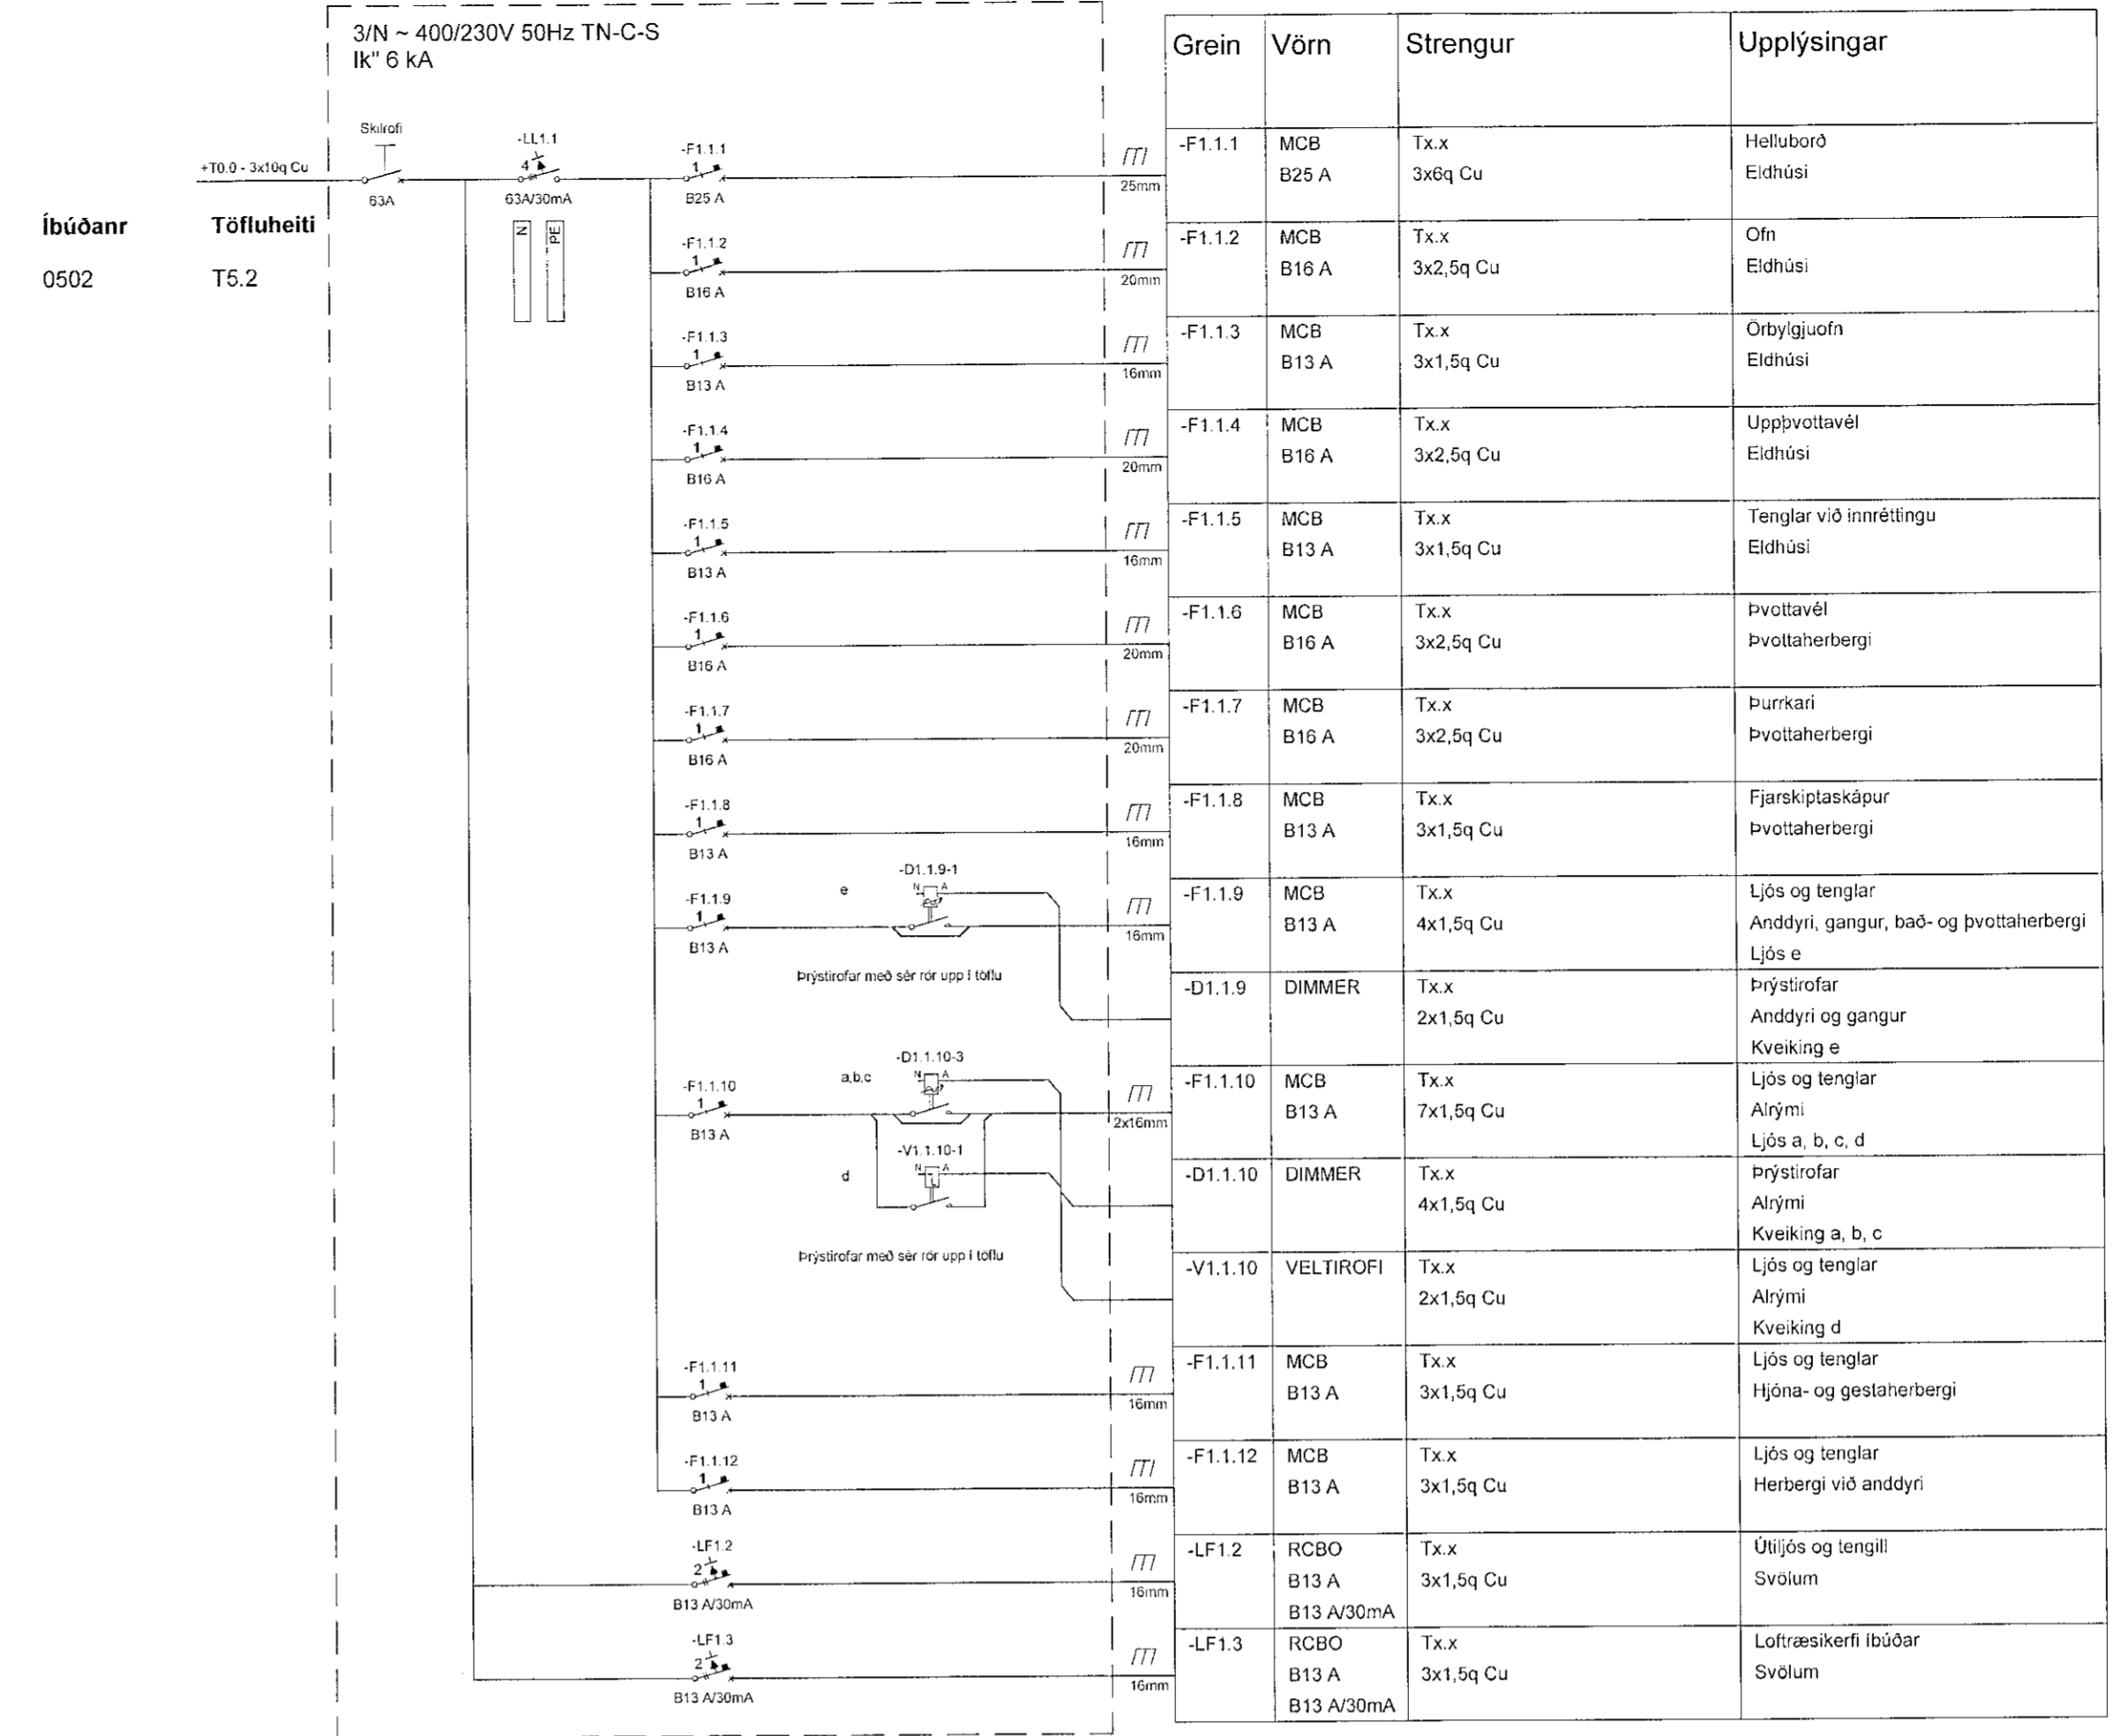 3/N ~ 400/230V 50Hz TN-C-S
Ik" 6 kA
Skilrofi
+T0.0 - 3x10q Cu
63A
-LL1.1
4
63A/30mA
N
PE
Íbúðanr Töfluheiti
0502 T5.2
-F1.1.1
1
B25 A
25mm
-F1.1.2
1
B16 A
20mm
-F1.1.3
1
B13 A
16mm
-F1.1.4
1
B16 A
20mm
-F1.1.5
1
B13 A
16mm
-F1.1.6
1
B16 A
20mm
-F1.1.7
1
B16 A
20mm
-F1.1.8
1
B13 A
16mm
-F1.1.9
1
B13 A
e
-D1.1.9-1
N A
16mm
Þrýstirofar með sér rör upp í töflu
-F1.1.10
1
B13 A
a,b,c
-D1.1.10-3
N A
2x16mm
d
-V1.1.10-1
N A
Þrýstirofar með sér rör upp í töflu
-F1.1.11
1
B13 A
16mm
-F1.1.12
1
B13 A
16mm
-LF1.2
2
B13 A/30mA
16mm
-LF1.3
2
B13 A/30mA
16mm
Grein Vörn Strengur Upplýsingar
-F1.1.1 MCB Tx.x Helluborð
B25 A 3x6q Cu Eldhúsi
-F1.1.2 MCB Tx.x Ofn
B16 A 3x2,5q Cu Eldhúsi
-F1.1.3 MCB Tx.x Örbylgjuofn
B13 A 3x1,5q Cu Eldhúsi
-F1.1.4 MCB Tx.x Uppþvottavél
B16 A 3x2,5q Cu Eldhúsi
-F1.1.5 MCB Tx.x Tenglar við innréttingu
B13 A 3x1,5q Cu Eldhúsi
-F1.1.6 MCB Tx.x Þvottavél
B16 A 3x2,5q Cu Þvottaherbergi
-F1.1.7 MCB Tx.x Þurrkari
B16 A 3x2,5q Cu Þvottaherbergi
-F1.1.8 MCB Tx.x Fjarskiptaskápur
B13 A 3x1,5q Cu Þvottaherbergi
-F1.1.9 MCB Tx.x Ljós og tenglar
B13 A 4x1,5q Cu Anddyri, gangur, bað- og þvottaherbergi
Ljós e
-D1.1.9 DIMMER Tx.x Þrýstirofar
2x1,5q Cu Anddyri og gangur
Kveiking e
-F1.1.10 MCB Tx.x Ljós og tenglar
B13 A 7x1,5q Cu Alrými
Ljós a, b, c, d
-D1.1.10 DIMMER Tx.x Þrýstirofar
4x1,5q Cu Alrými
Kveiking a, b, c
-V1.1.10 VELTIROFI Tx.x Ljós og tenglar
2x1,5q Cu Alrými
Kveiking d
-F1.1.11 MCB Tx.x Ljós og tenglar
B13 A 3x1,5q Cu Hjóna- og gestaherbergi
-F1.1.12 MCB Tx.x Ljós og tenglar
B13 A 3x1,5q Cu Herbergi við anddyri
-LF1.2 RCBO Tx.x Útiljós og tengill
B13 A 3x1,5q Cu Svölum
B13 A/30mA
-LF1.3 RCBO Tx.x Loftræsikerfi íbúðar
B13 A 3x1,5q Cu Svölum
B13 A/30mA